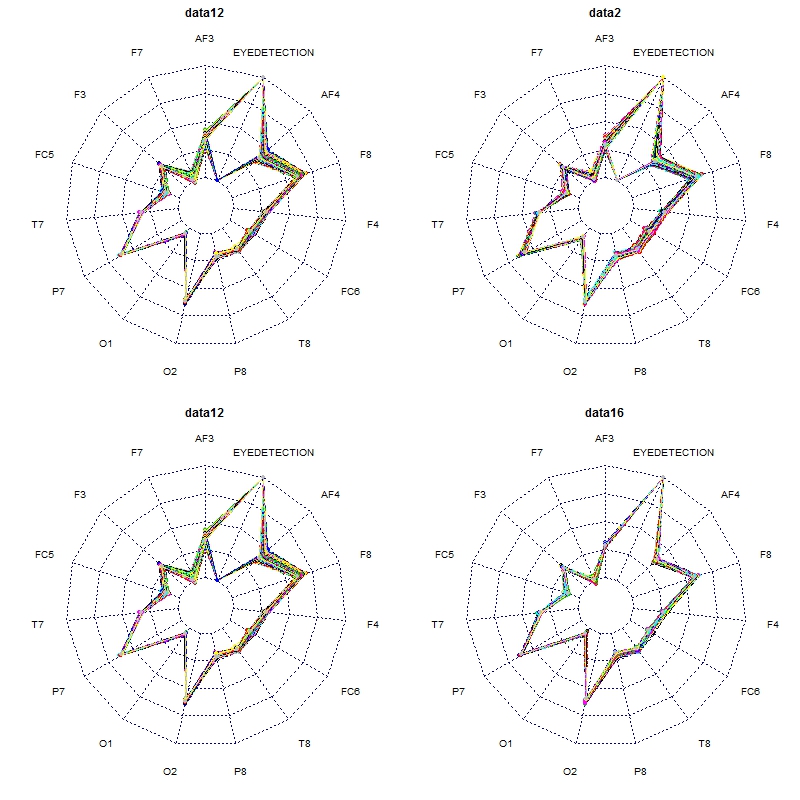 data12
AF3
F7
EYEDETECTION
F3
AF4
FC5
F8
T7
F4
P7
FC6
O1
T8
O2
P8
data2
AF3
F7
EYEDETECTION
F3
AF4
FC5
F8
T7
F4
P7
FC6
O1
T8
O2
P8
data12
AF3
F7
EYEDETECTION
F3
AF4
FC5
F8
T7
F4
P7
FC6
O1
T8
O2
P8
data16
AF3
F7
EYEDETECTION
F3
AF4
FC5
F8
T7
F4
P7
FC6
O1
T8
O2
P8